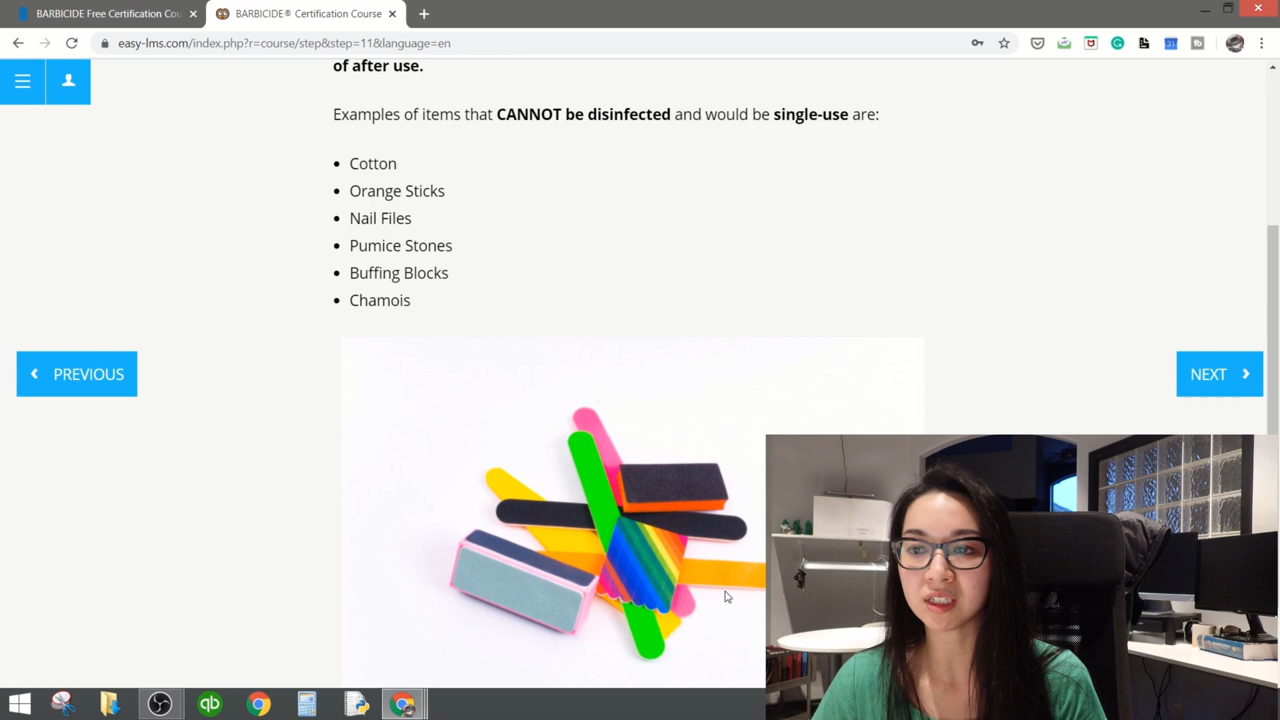 BARBICIDE Free Certification Cou
BARBICIDE® Certification Course
easy-lms.com/index.php?r=course/step&step=11&language=en
of after use.
Examples of items that CANNOT be disinfected and would be single-use are:
• Cotton
• Orange Sticks
• Nail Files
• Pumice Stones
• Buffing Blocks
• Chamois
PREVIOUS
NEXT
31
qb